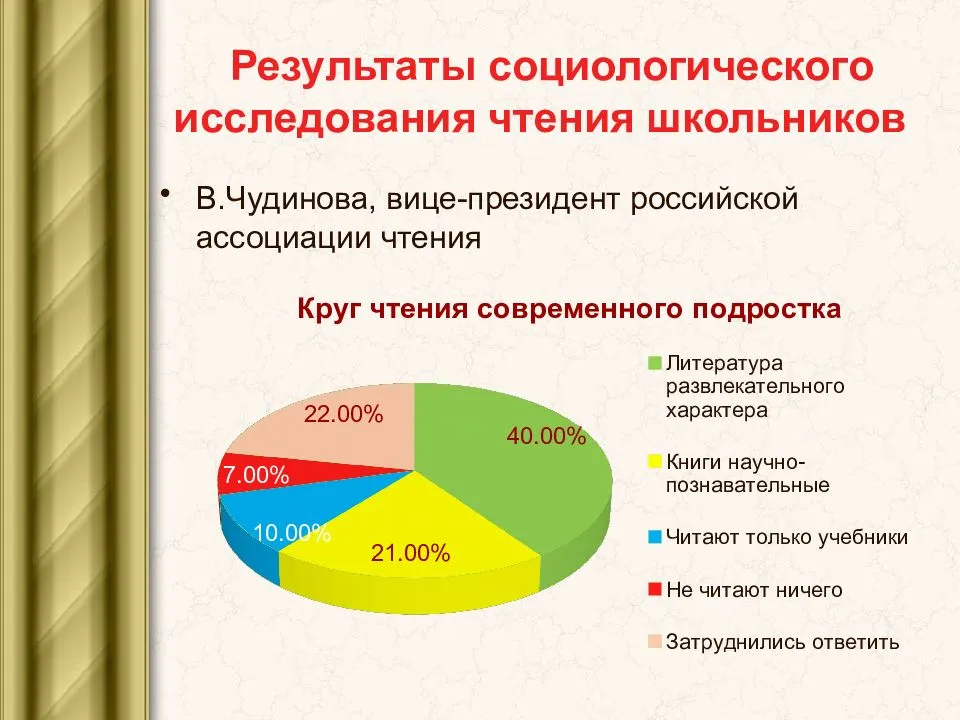 Результаты социологического
исследования чтения школьников
• В.Чудинова, вице-президент российской
ассоциации чтения
Круг чтения современного подростка
22.00%
40.00%
7.00%
10.00%
21.00%
Литература
развлекательного
характера
Книги научно-
познавательные
Читают только учебники
Не читают ничего
Затруднились ответить